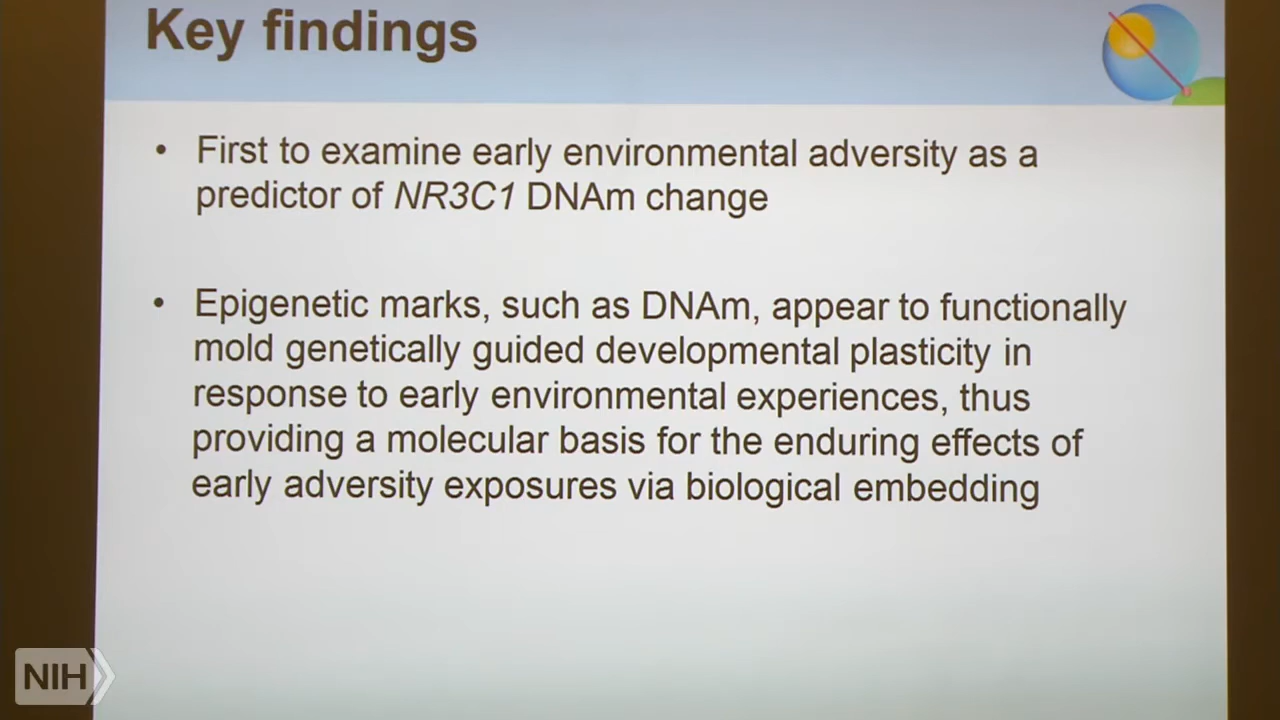 Key findings
• First to examine early environmental adversity as a
predictor of NR3C1 DNAm change
• Epigenetic marks, such as DNAm, appear to functionally
mold genetically guided developmental plasticity in
response to early environmental experiences, thus
providing a molecular basis for the enduring effects of
early adversity exposures via biological embedding
NIH